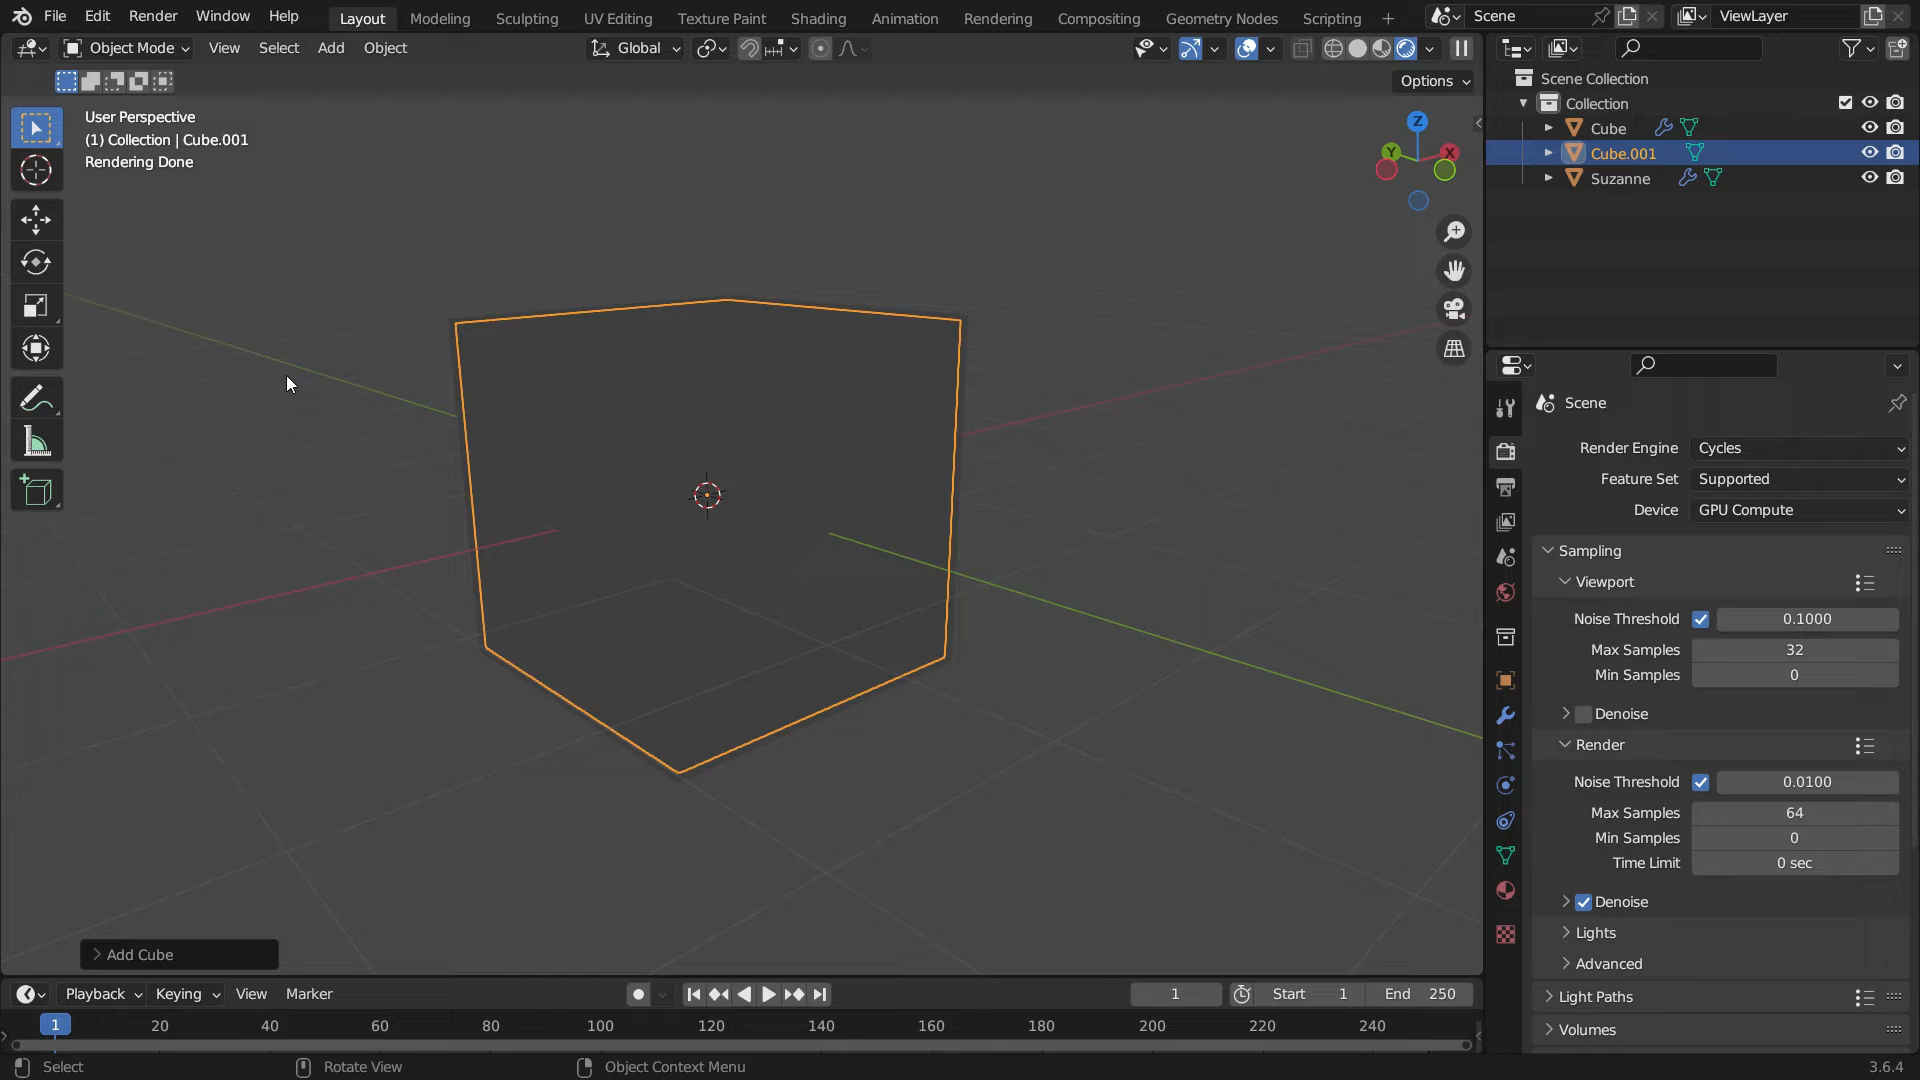 File Edit Render Window Help Layout Modeling Sculpting UV Editing Texture Paint Shading Animation Rendering Compositing Geometry Nodes Scripting + Scene ViewLayer
Object Mode View Select Add Object Global
Options
User Perspective
(1) Collection | Cube.001
Rendering Done
Z
Y
X
Add Cube
Scene Collection
Collection
Cube
Cube.001
Suzanne
Scene
Render Engine Cycles
Feature Set Supported
Device GPU Compute
Sampling
Viewport
Noise Threshold 0.1000
Max Samples 32
Min Samples 0
Denoise
Render
Noise Threshold 0.0100
Max Samples 64
Min Samples 0
Time Limit 0 sec
Denoise
Lights
Advanced
Light Paths
Volumes
Playback Keying View Marker 1 Start 1 End 250
1 20 40 60 80 100 120 140 160 180 200 220 240
Select Rotate View Object Context Menu 3.6.4